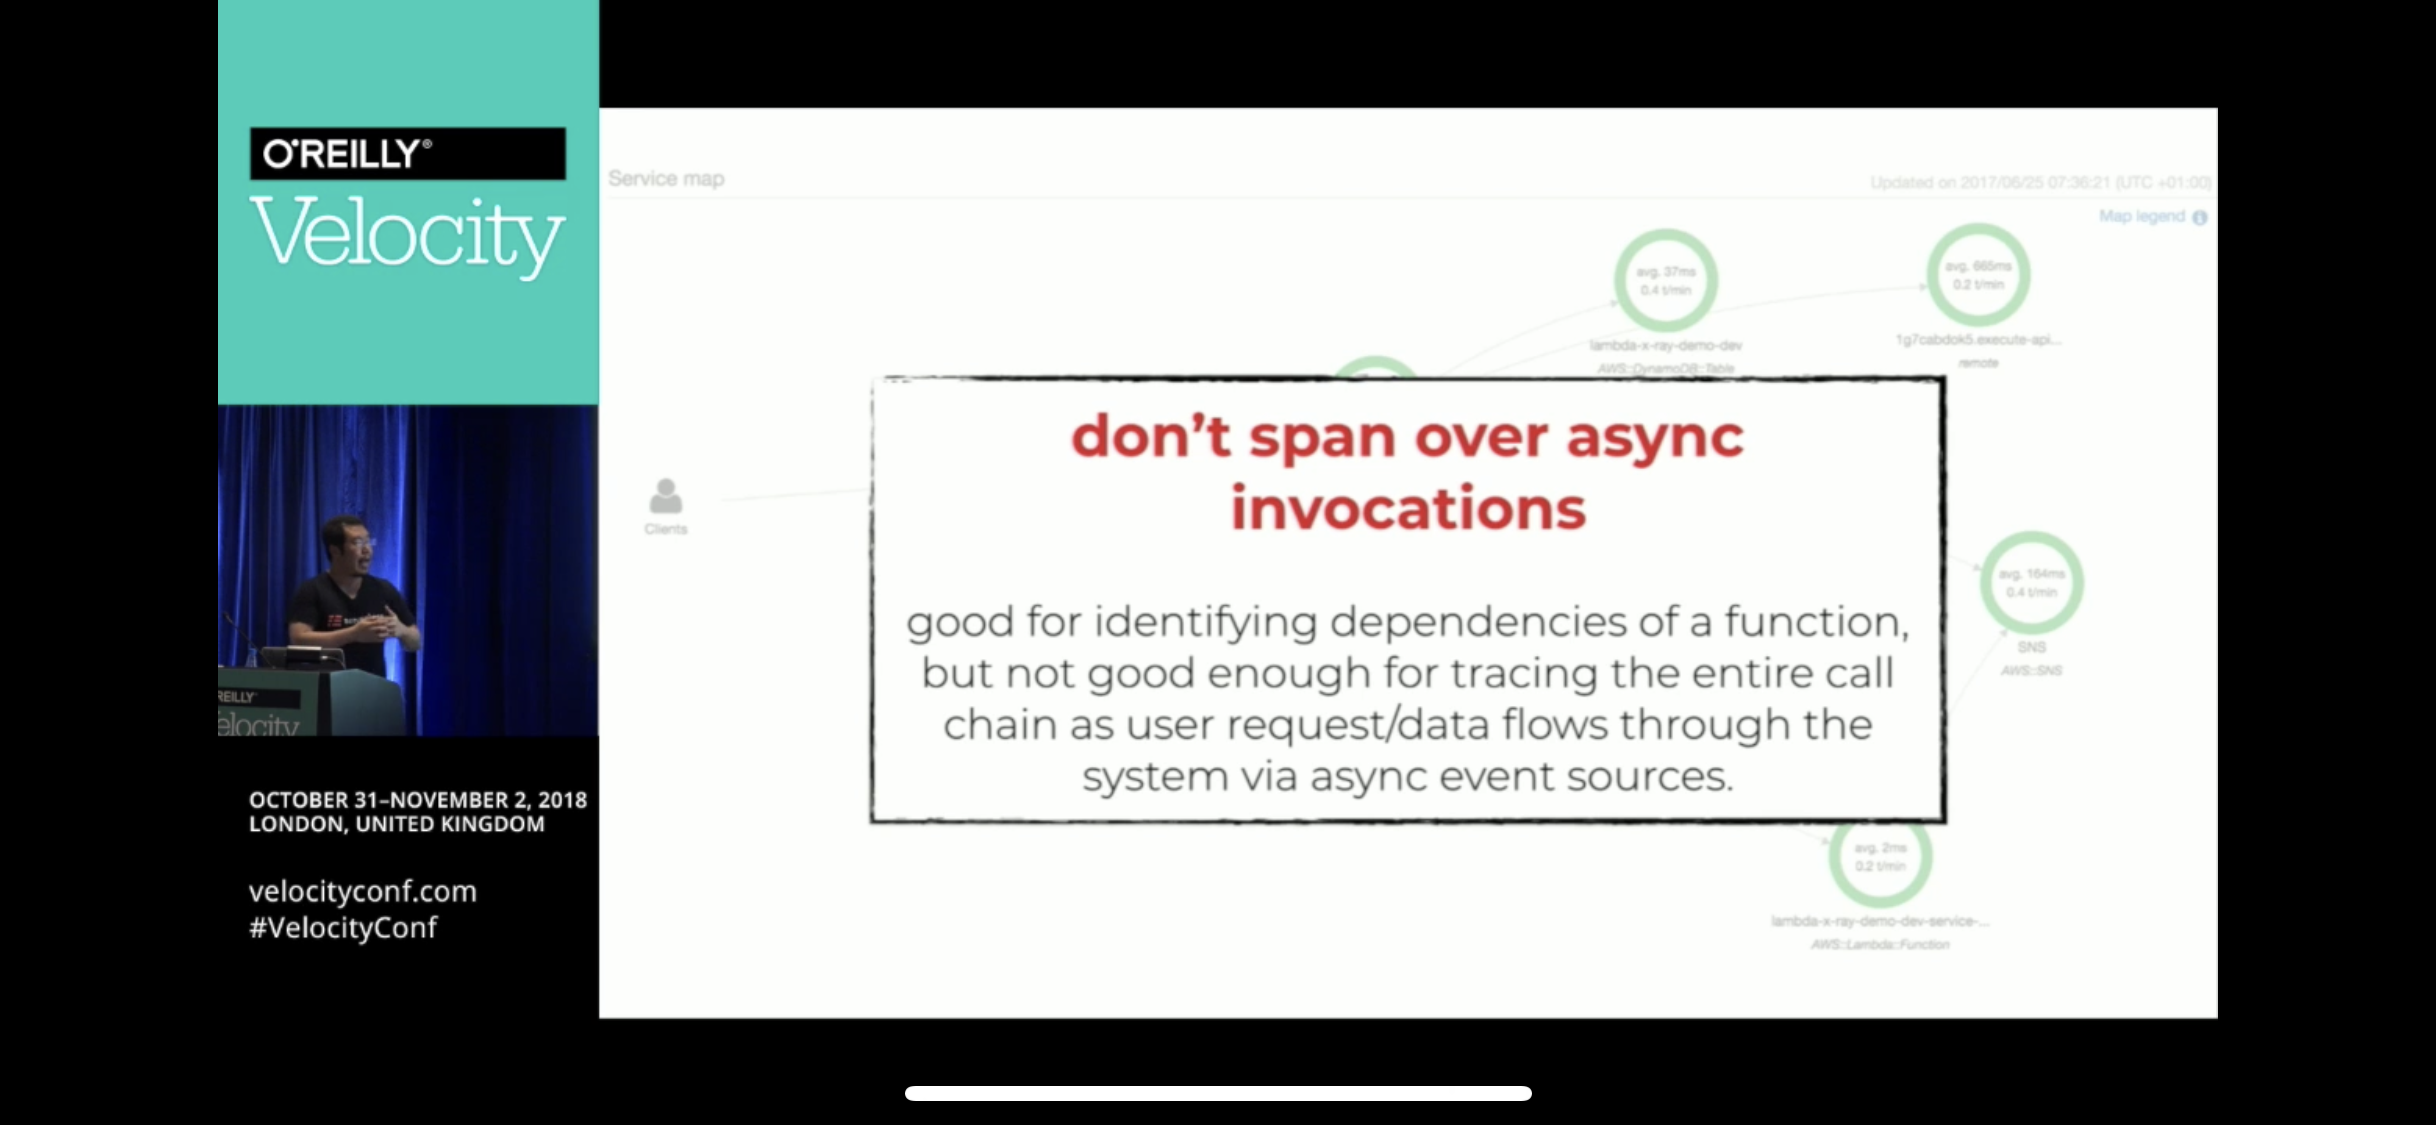 O'REILLY®
Velocity
Service map
Updated on 2017/06/25 07:36:21 (UTC +01:00)
Map legend
avg. 37ms
0.4 t/min
lambda-x-ray-demo-dev
AWS::DynamoDB::Table
avg. 665ms
0.2 t/min
1g7cabdok5.execute-api...
remote
Clients
don't span over async
invocations
good for identifying dependencies of a function,
but not good enough for tracing the entire call
chain as user request/data flows through the
system via async event sources.
avg. 164ms
0.4 t/min
SNS
AWS::SNS
avg. 2ms
0.2 t/min
lambda-x-ray-demo-dev-service-...
AWS::Lambda::Function
REILLY
elocity
OCTOBER 31–NOVEMBER 2, 2018
LONDON, UNITED KINGDOM
velocityconf.com
#VelocityConf